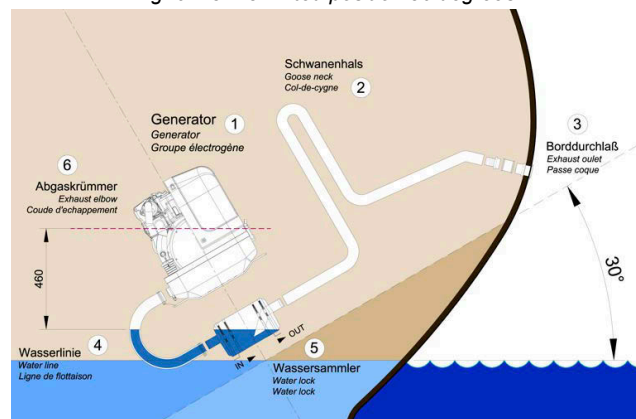 Schwanenhals
Goose neck
Col-de-cygne
2
Generator
Generator
Groupe électrogène
1
3
Borddurchlaß
Exhaust oulet
Passe coque
6
Abgaskrümmer
Exhaust elbow
Coude d'echappement
460
30°
OUT
IN
Wasserlinie
Water line
Ligne de flottaison
4
5
Wassersammler
Water lock
Water lock